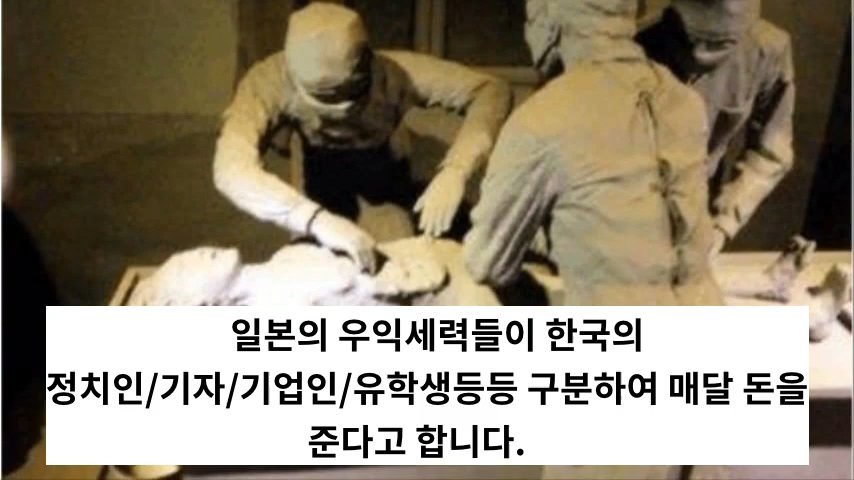 일본의 우익세력들이 한국의
정치인/기자/기업인/유학생등등 구분하여 매달 돈을
준다고 합니다.